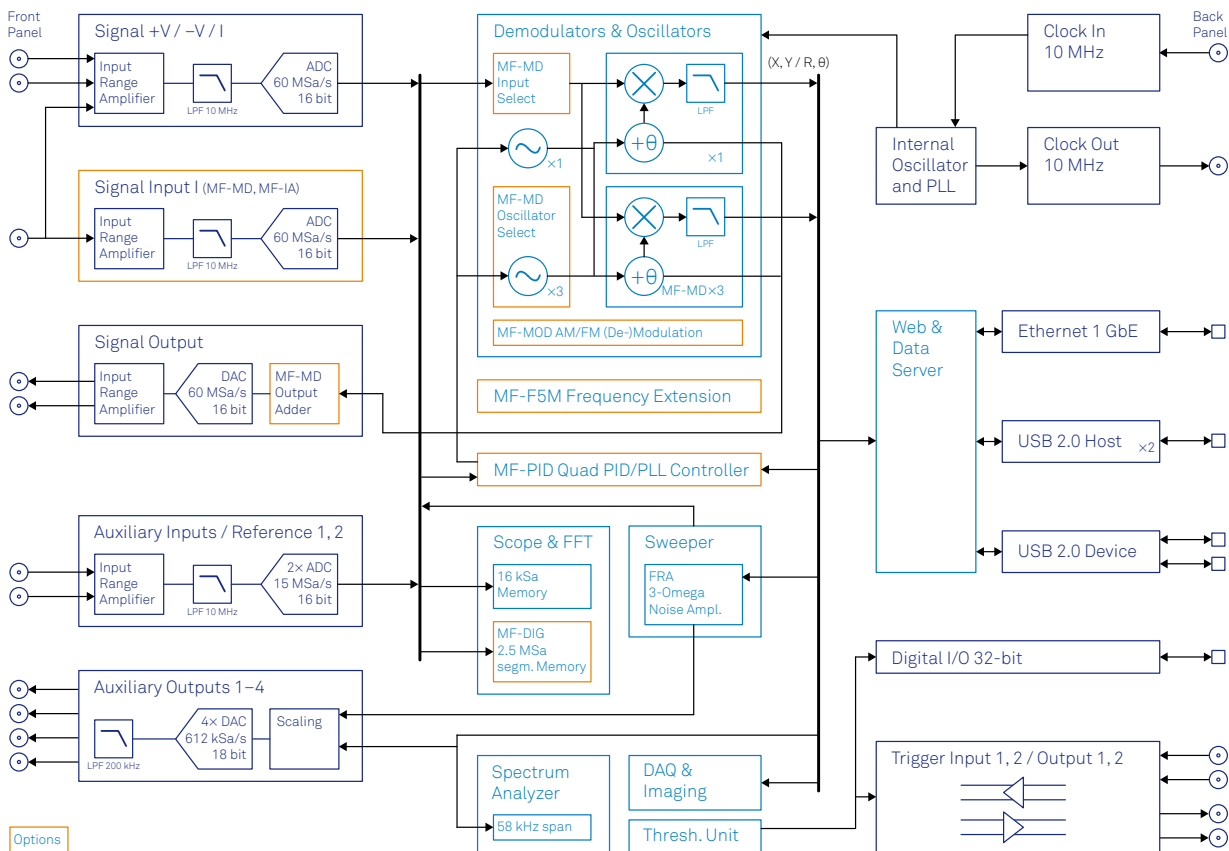 Front
Panel
Signal +V / –V / I
Input
Range
Amplifier
LPF 10 MHz
ADC
60 MSa/s
16 bit
Signal Input I (MF-MD, MF-IA)
Input
Range
Amplifier
LPF 10 MHz
ADC
60 MSa/s
16 bit
Signal Output
Input
Range
Amplifier
DAC
60 MSa/s
16 bit
MF-MD
Output
Adder
Auxiliary Inputs / Reference 1, 2
Input
Range
Amplifier
LPF 10 MHz
2× ADC
15 MSa/s
16 bit
Auxiliary Outputs 1–4
LPF 200 kHz
4× DAC
612 kSa/s
18 bit
Scaling
Options
Demodulators & Oscillators
MF-MD
Input
Select
×1
MF-MD
Oscillator
Select
×3
LPF
+θ
×1
LPF
+θ
MF-MD×3
MF-MOD AM/FM (De-)Modulation
(X, Y / R, θ)
MF-F5M Frequency Extension
MF-PID Quad PID/PLL Controller
Scope & FFT
16 kSa
Memory
MF-DIG
2.5 MSa
segm. Memory
Sweeper
FRA
3-Omega
Noise Ampl.
Spectrum
Analyzer
58 kHz span
DAQ &
Imaging
Thresh. Unit
Back
Panel
Clock In
10 MHz
Internal
Oscillator
and PLL
Clock Out
10 MHz
Web &
Data
Server
Ethernet 1 GbE
USB 2.0 Host ×2
USB 2.0 Device
Digital I/O 32-bit
Trigger Input 1, 2 / Output 1, 2